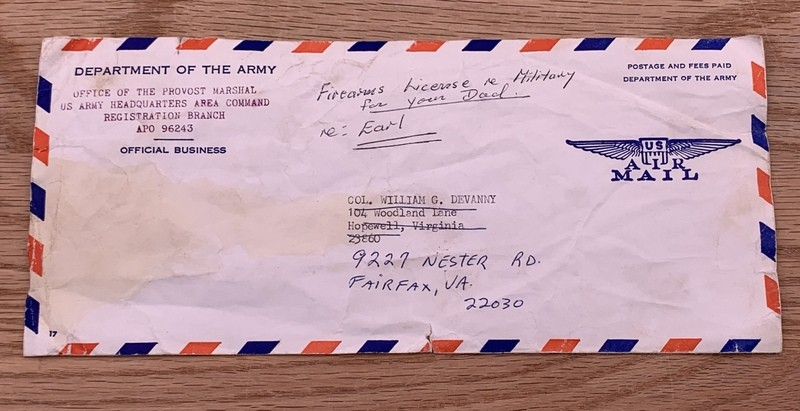 DEPARTMENT OF THE ARMY
OFFICE OF THE PROVOST MARSHAL
US ARMY HEADQUARTERS AREA COMMAND
REGISTRATION BRANCH
APO 96243
OFFICIAL BUSINESS
Firearms License re Military
for your Dad.
re: Earl
POSTAGE AND FEES PAID
DEPARTMENT OF THE ARMY
US
AIR
MAIL
COL. WILLIAM G. DEVANNY
104 Woodland Lane
Hopewell, Virginia
23860
9227 NESTER RD.
FAIRFAX, VA.
22030
17